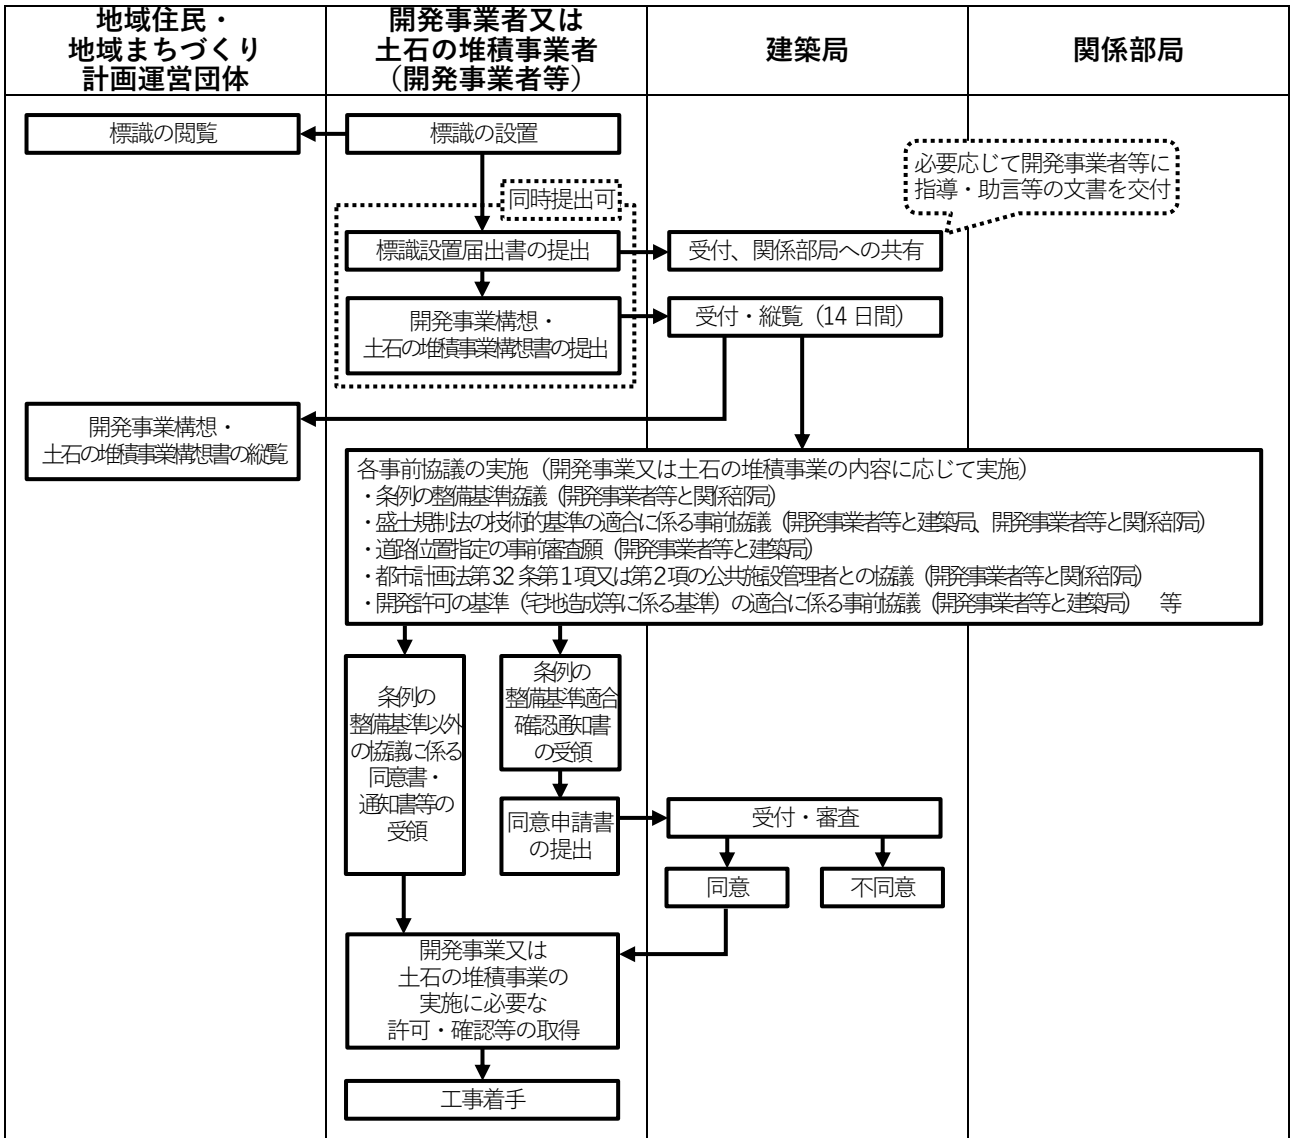 地域住民・
地域まちづくり
計画運営団体
開発事業者又は
土石の堆積事業者
（開発事業者等）
建築局
関係部局
標識の閲覧
標識の設置
必要応じて開発事業者等に
指導・助言等の文書を交付
同時提出可
標識設置届出書の提出
受付、関係部局への共有
開発事業構想・
土石の堆積事業構想書の提出
受付・縦覧（14 日間）
開発事業構想・
土石の堆積事業構想書の縦覧
各事前協議の実施（開発事業又は土石の堆積事業の内容に応じて実施）
・条例の整備基準協議（開発事業者等と関係部局）
・盛土規制法の技術的基準の適合に係る事前協議（開発事業者等と建築局、開発事業者等と関係部局）
・道路位置指定の事前審査願（開発事業者等と建築局）
・都市計画法第 32 条第 1 項又は第 2 項の公共施設管理者との協議（開発事業者等と関係部局）
・開発許可の基準（宅地造成等に係る基準）の適合に係る事前協議（開発事業者等と建築局）　等
条例の
整備基準以外
の協議に係る
同意書・
通知書等の
受領
条例の
整備基準適合
確認通知書
の受領
同意申請書
の提出
受付・審査
同意
不同意
開発事業又は
土石の堆積事業の
実施に必要な
許可・確認等の取得
工事着手